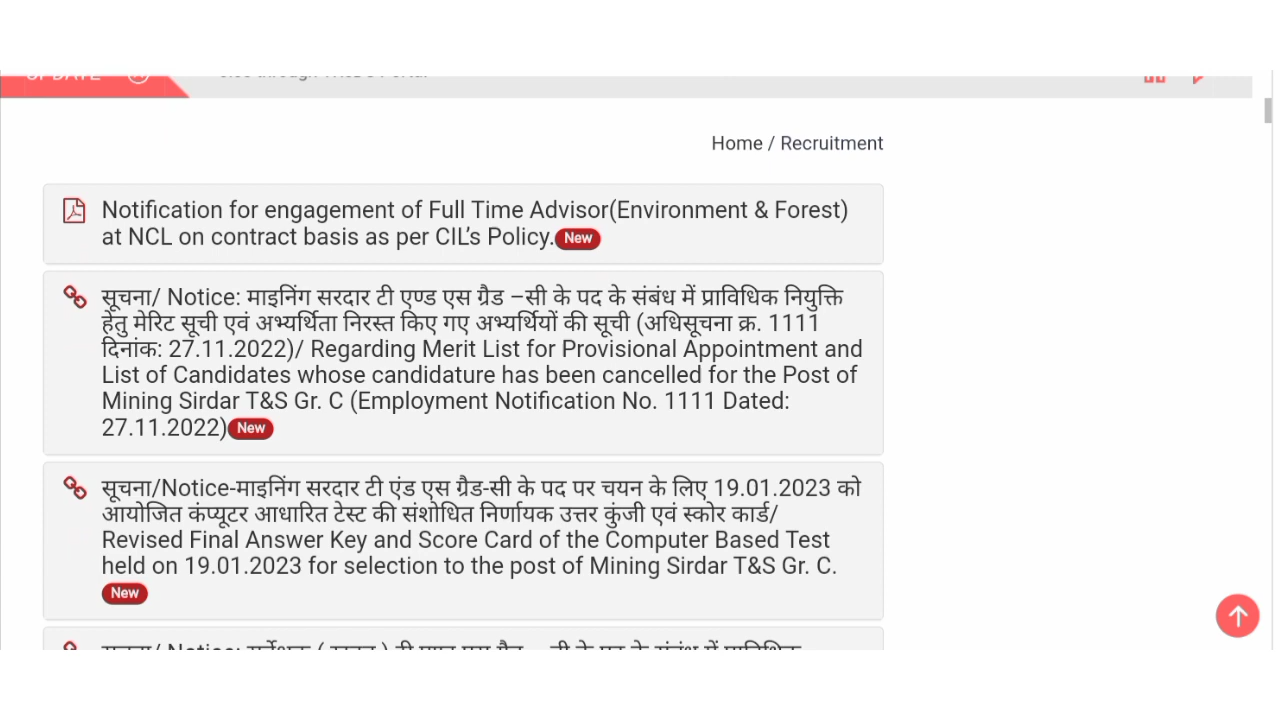 UPDATE
Home / Recruitment
Notification for engagement of Full Time Advisor(Environment & Forest)
at NCL on contract basis as per CIL’s Policy. New
सूचना/ Notice: माइनिंग सरदार टी एण्ड एस ग्रैड –सी के पद के संबंध में प्राविधिक नियुक्ति
हेतु मेरिट सूची एवं अभ्यर्थिता निरस्त किए गए अभ्यर्थियों की सूची (अधिसूचना क्र. 1111
दिनांक: 27.11.2022)/ Regarding Merit List for Provisional Appointment and
List of Candidates whose candidature has been cancelled for the Post of
Mining Sirdar T&S Gr. C (Employment Notification No. 1111 Dated:
27.11.2022) New
सूचना/Notice-माइनिंग सरदार टी एंड एस ग्रैड-सी के पद पर चयन के लिए 19.01.2023 को
आयोजित कंप्यूटर आधारित टेस्ट की संशोधित निर्णायक उत्तर कुंजी एवं स्कोर कार्ड/
Revised Final Answer Key and Score Card of the Computer Based Test
held on 19.01.2023 for selection to the post of Mining Sirdar T&S Gr. C.
New